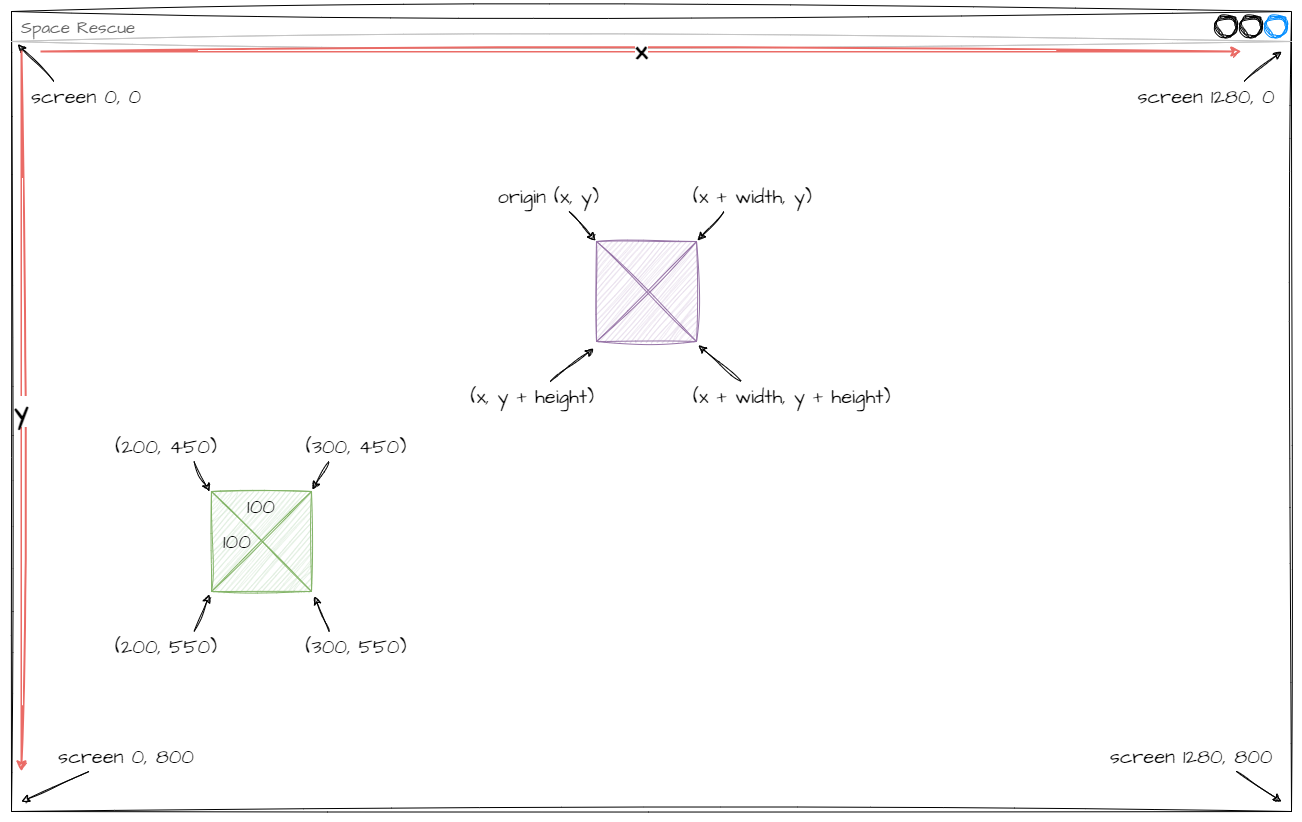 Space Rescue
x
screen 0, 0
screen 1280, 0
origin (x, y)
(x + width, y)
(x, y + height)
(x + width, y + height)
y
(200, 450)
(300, 450)
100
100
(200, 550)
(300, 550)
screen 0, 800
screen 1280, 800